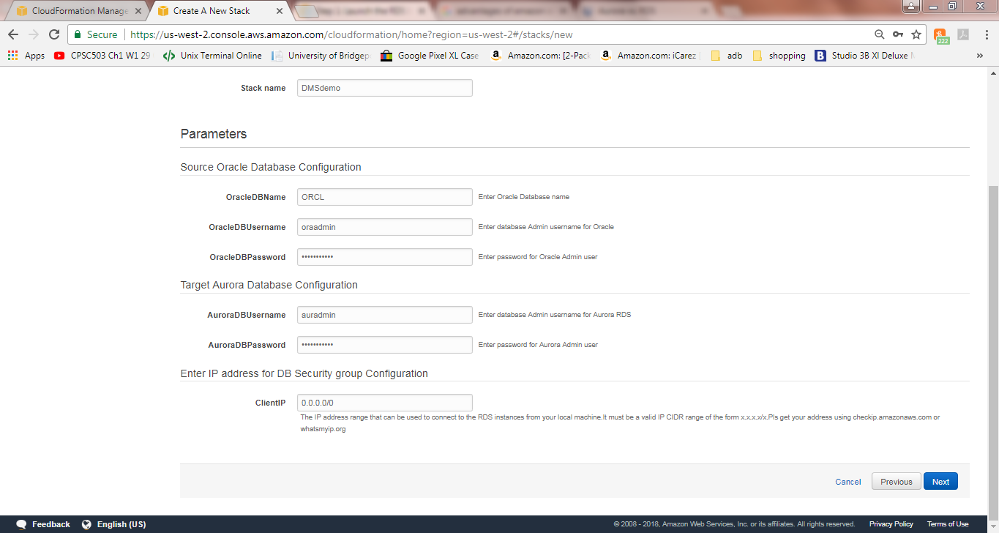 CloudFormation Manage
Create A New Stack
Secure
https://us-west-2.console.aws.amazon.com/cloudformation/home?region=us-west-2#/stacks/new
222
Apps
CPSC503 Ch1 W1 29
Unix Terminal Online
University of Bridgep
Google Pixel XL Case
Amazon.com: [2-Pack
Amazon.com: iCarez
adb
shopping
Studio 3B XI Deluxe
Stack name
DMSdemo
Parameters
Source Oracle Database Configuration
OracleDBName
ORCL
Enter Oracle Database name
OracleDBUsername
oraadmin
Enter database Admin username for Oracle
OracleDBPassword
•••••••••••
Enter password for Oracle Admin user
Target Aurora Database Configuration
AuroraDBUsername
auradmin
Enter database Admin username for Aurora RDS
AuroraDBPassword
•••••••••••
Enter password for Aurora Admin user
Enter IP address for DB Security group Configuration
ClientIP
0.0.0.0/0
The IP address range that can be used to connect to the RDS instances from your local machine.It must be a valid IP CIDR range of the form x.x.x.x/x.Pls get your address using checkip.amazonaws.com or
whatsmyip.org
Cancel
Previous
Next
Feedback
English (US)
© 2008 - 2018, Amazon Web Services, Inc. or its affiliates. All rights reserved.
Privacy Policy
Terms of Use